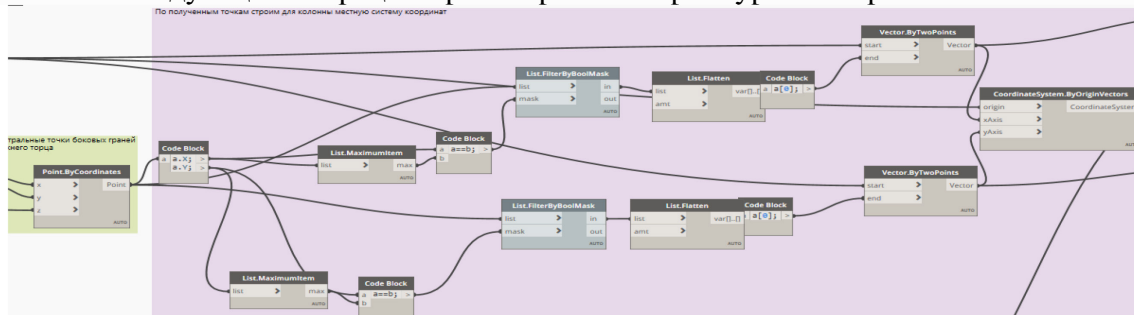 По полученным точкам строим для колонны местную систему координат
Vector.ByTwoPoints
start > Vector
end >
AUTO
List.FilterByBoolMask
list > in
mask > out
AUTO
List.Flatten
list > var[]..[]
amt >
AUTO
Code Block
a a[0]; >
CoordinateSystem.ByOriginVectors
origin > CoordinateSystem
xAxis >
yAxis >
AUTO
тральные точки боковых граней
него торца
Point.ByCoordinates
x > Point
y >
z >
AUTO
Code Block
a a.X; >
a.Y; >
List.MaximumItem
list > max
AUTO
Code Block
a a==b; >
b
Vector.ByTwoPoints
start > Vector
end >
AUTO
List.FilterByBoolMask
list > in
mask > out
AUTO
List.Flatten
list > var[]..[]
amt >
AUTO
Code Block
a[0]; >
List.MaximumItem
list > max
AUTO
Code Block
a a==b; >
b